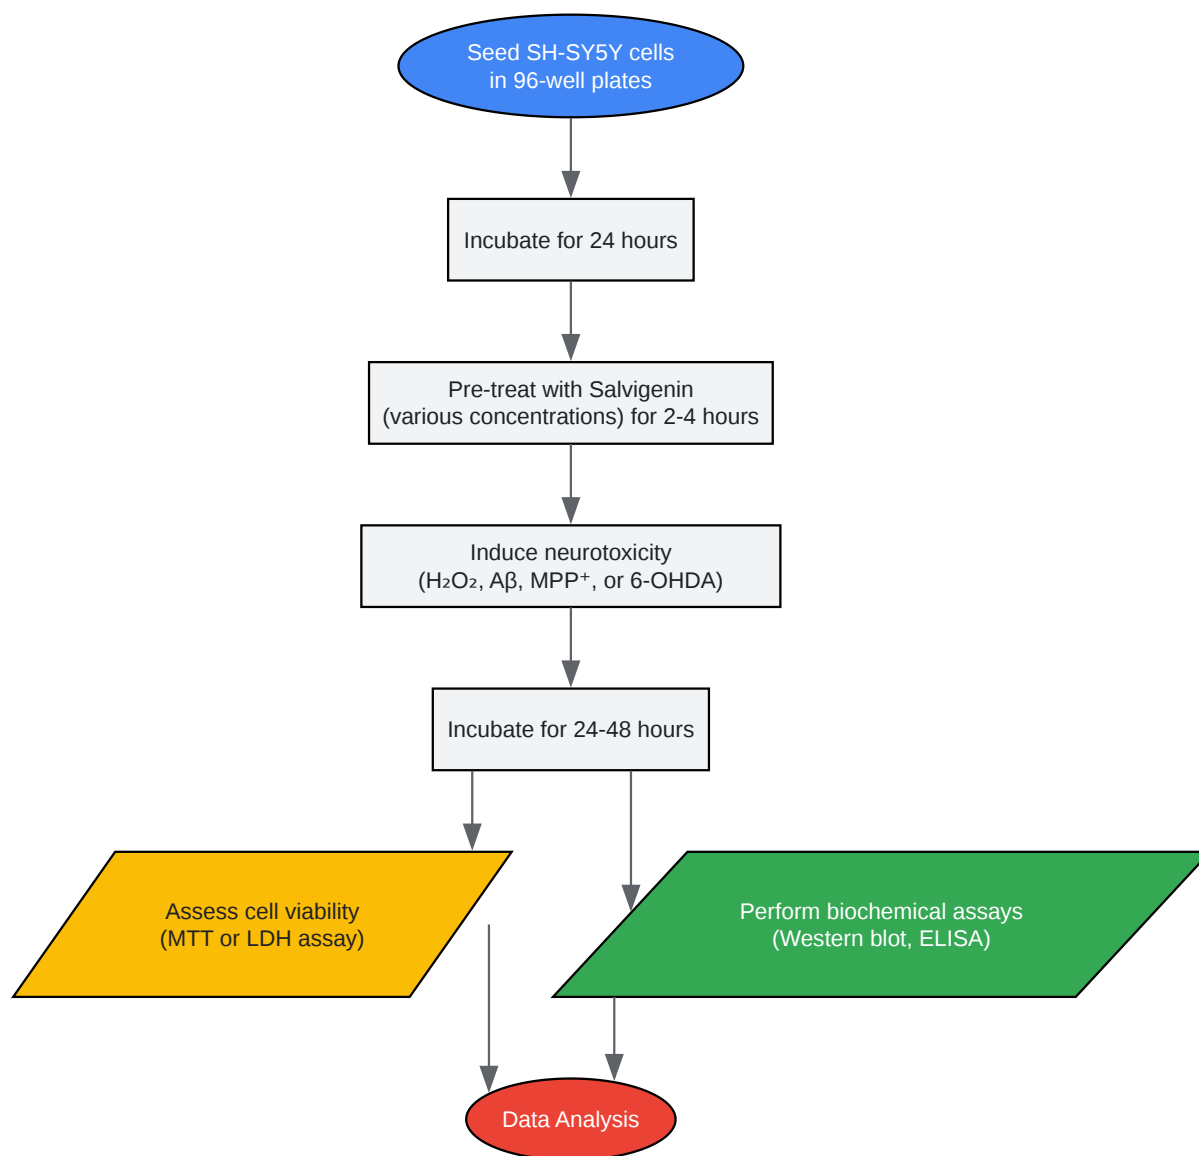 Seed SH-SY5Y cells
in 96-well plates
Incubate for 24 hours
Pre-treat with Salvigenin
(various concentrations) for 2-4 hours
Induce neurotoxicity
(H₂O₂, Aβ, MPP⁺, or 6-OHDA)
Incubate for 24-48 hours
Assess cell viability
(MTT or LDH assay)
Perform biochemical assays
(Western blot, ELISA)
Data Analysis